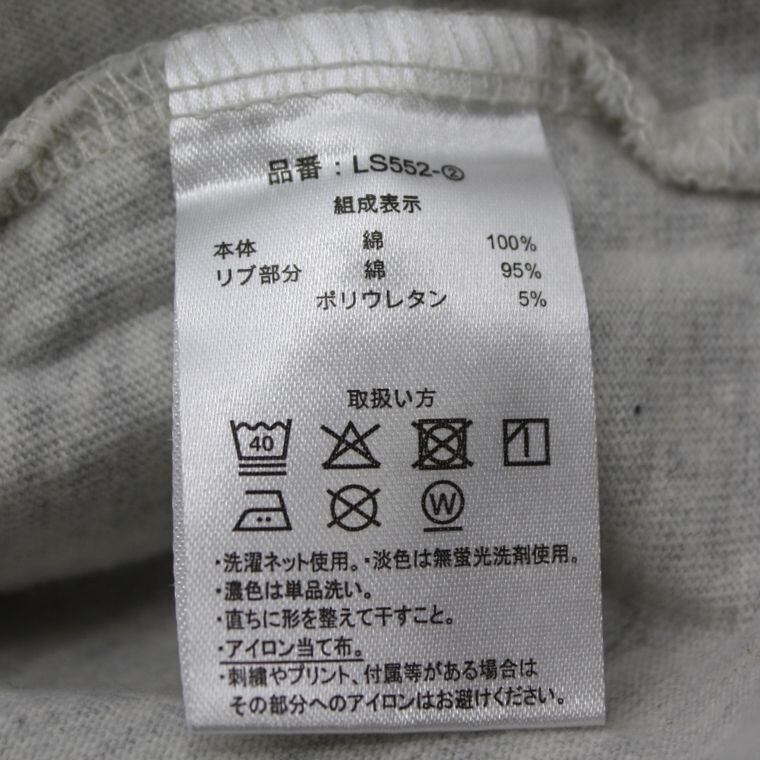 品番：LS552-②
組成表示
本体 綿 100%
リブ部分 綿 95%
ポリウレタン 5%
取扱い方
40
W
・洗濯ネット使用。・淡色は無蛍光洗剤使用。
・濃色は単品洗い。
・直ちに形を整えて干すこと。
・アイロン当て布。
・刺繍やプリント、付属等がある場合は
その部分へのアイロンはお避けください。